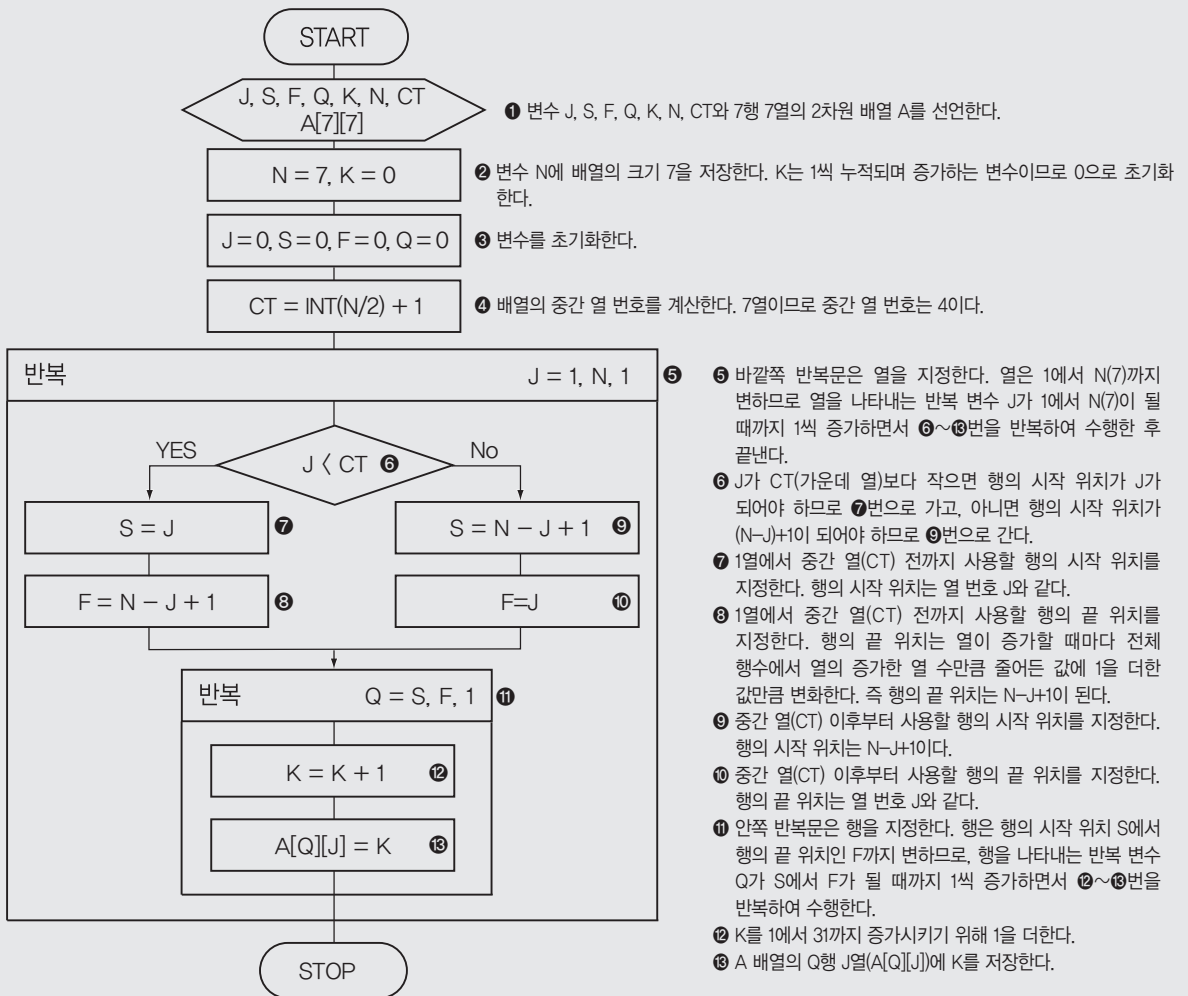 START
J, S, F, Q, K, N, CT
A[7][7]
❶ 변수 J, S, F, Q, K, N, CT와 7행 7열의 2차원 배열 A를 선언한다.
N = 7, K = 0
❷ 변수 N에 배열의 크기 7을 저장한다. K는 1씩 누적되며 증가하는 변수이므로 0으로 초기화
한다.
J=0, S=0, F=0, Q=0
❸ 변수를 초기화한다.
CT = INT(N/2) + 1
❹ 배열의 중간 열 번호를 계산한다. 7열이므로 중간 열 번호는 4이다.
반복
J = 1, N, 1
❺
YES
J〈 CT ❻
No
S = J
❼
S = N − J + 1 ❾
F = N − J + 1
❽
F=J
❿
반복
Q = S, F, 1
⓫
K = K + 1
⓬
A[Q][J] = K
⓭
STOP
❺ 바깥쪽 반복문은 열을 지정한다. 열은 1에서 N(7)까지
변하므로 열을 나타내는 반복 변수 J가 1에서 N(7)이 될
때까지 1씩 증가하면서 ❻～⓭번을 반복하여 수행한 후
끝낸다.
❻ J가 CT(가운데 열)보다 작으면 행의 시작 위치가 J가
되어야 하므로 ❼번으로 가고, 아니면 행의 시작 위치가
(N–J)+1이 되어야 하므로 ❾번으로 간다.
❼ 1열에서 중간 열(CT) 전까지 사용할 행의 시작 위치를
지정한다. 행의 시작 위치는 열 번호 J와 같다.
❽ 1열에서 중간 열(CT) 전까지 사용할 행의 끝 위치를
지정한다. 행의 끝 위치는 열이 증가할 때마다 전체
행수에서 열의 증가한 열 수만큼 줄어든 값에 1을 더한
값만큼 변화한다. 즉 행의 끝 위치는 N–J+1이 된다.
❾ 중간 열(CT) 이후부터 사용할 행의 시작 위치를 지정한다.
행의 시작 위치는 N–J+1이다.
❿ 중간 열(CT) 이후부터 사용할 행의 끝 위치를 지정한다.
행의 끝 위치는 열 번호 J와 같다.
⓫ 안쪽 반복문은 행을 지정한다. 행은 행의 시작 위치 S에서
행의 끝 위치인 F까지 변하므로, 행을 나타내는 반복 변수
Q가 S에서 F가 될 때까지 1씩 증가하면서 ⓬～⓭번을
반복하여 수행한다.
⓬ K를 1에서 31까지 증가시키기 위해 1을 더한다.
⓭ A 배열의 Q행 J열(A[Q][J])에 K를 저장한다.